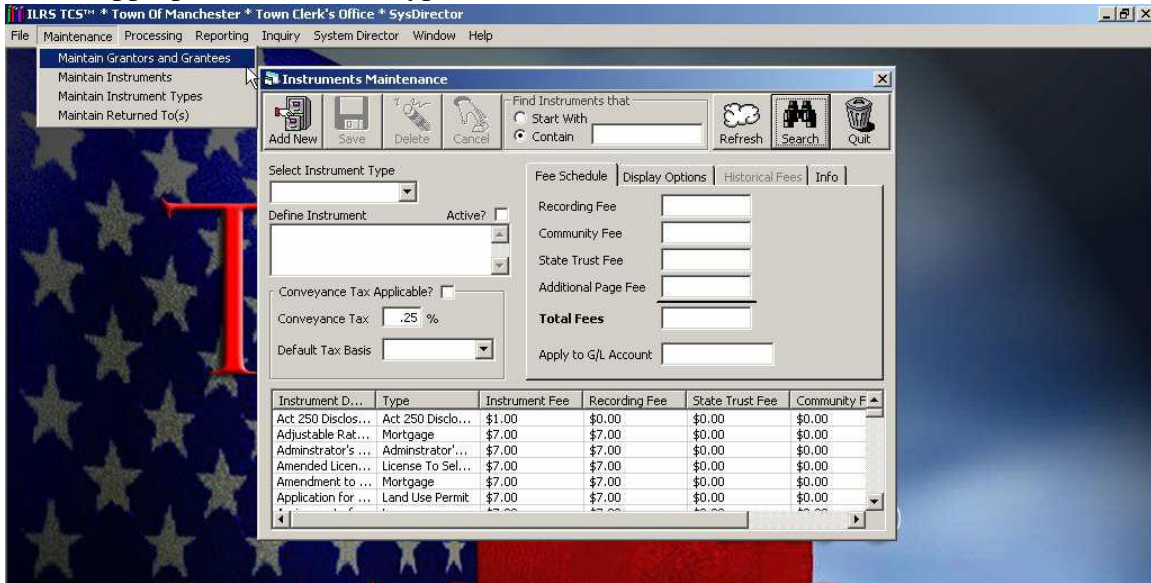 ILRS TCS™ * Town Of Manchester * Town Clerk's Office * SysDirector
File Maintenance Processing Reporting Inquiry System Director Window Help
Maintain Grantors and Grantees
Maintain Instruments
Maintain Instrument Types
Maintain Returned To(s)
Instruments Maintenance
Add New Save Delete Cancel
Find Instruments that
Start With
Contain
Refresh Search Quit
Select Instrument Type
Define Instrument Active?
Conveyance Tax Applicable?
Conveyance Tax .25 %
Default Tax Basis
Fee Schedule Display Options Historical Fees Info
Recording Fee
Community Fee
State Trust Fee
Additional Page Fee
Total Fees
Apply to G/L Account
Instrument D... Type Instrument Fee Recording Fee State Trust Fee Community F
Act 250 Disclos... Act 250 Disclo... $1.00 $0.00 $0.00 $0.00
Adjustable Rat... Mortgage $7.00 $7.00 $0.00 $0.00
Adminstrator's ... Adminstrator'... $7.00 $7.00 $0.00 $0.00
Amended Licen... License To Sel... $7.00 $7.00 $0.00 $0.00
Amendment to ... Mortgage $7.00 $7.00 $0.00 $0.00
Application for ... Land Use Permit $7.00 $7.00 $0.00 $0.00